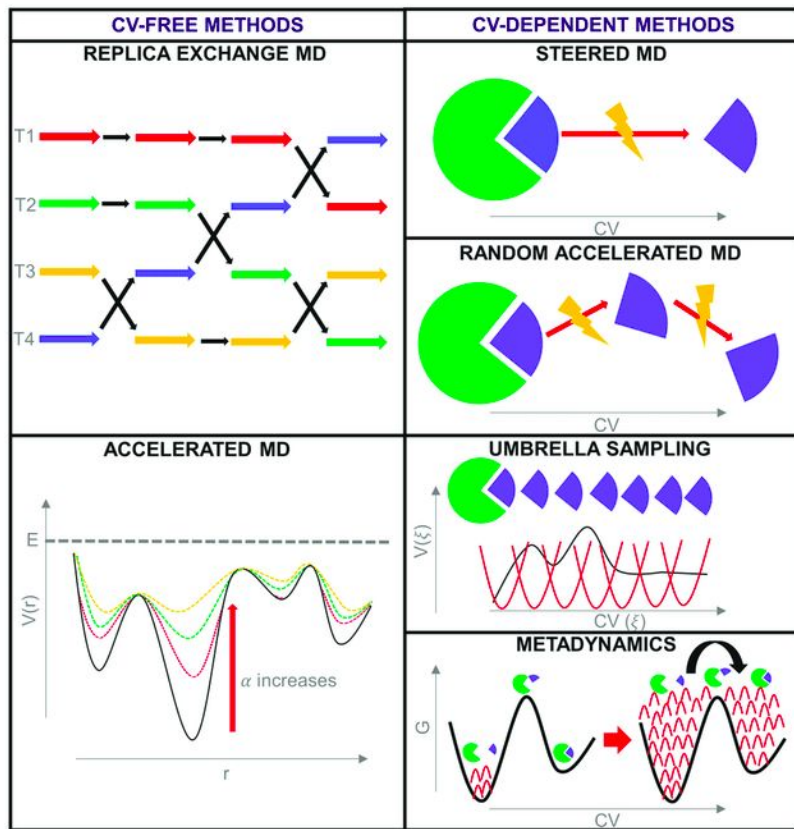 CV-FREE METHODS
REPLICA EXCHANGE MD
T1
T2
T3
T4
ACCELERATED MD
E
V(r)
α increases
r
CV-DEPENDENT METHODS
STEERED MD
CV
RANDOM ACCELERATED MD
CV
UMBRELLA SAMPLING
V(ξ)
CV (ξ)
METADYNAMICS
G
CV